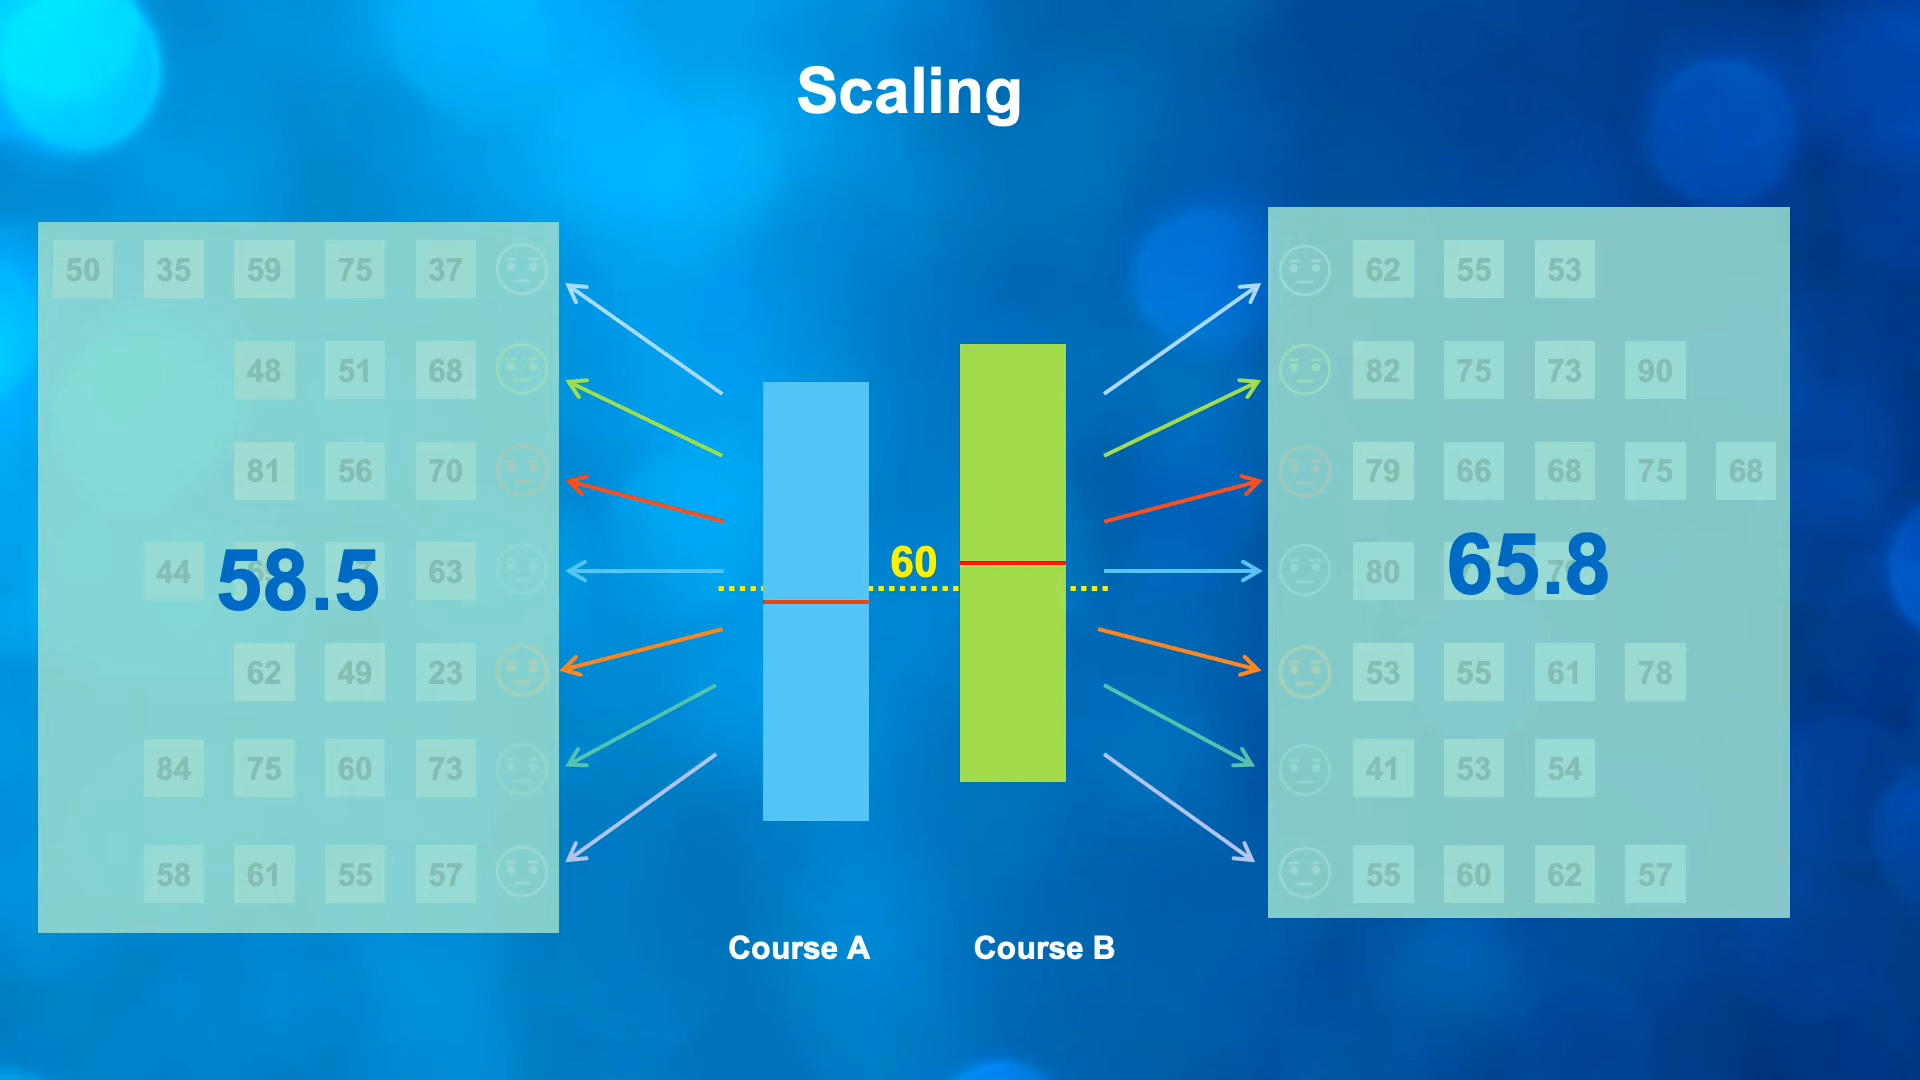 Scaling
50 35 59 75 37
62 55 53
48 51 68
82 75 73 90
81 56 70
79 66 68 75 68
60
44 63
58.5
80
65.8
62 49 23
53 55 61 78
84 75 60 73
41 53 54
58 61 55 57
55 60 62 57
Course A Course B